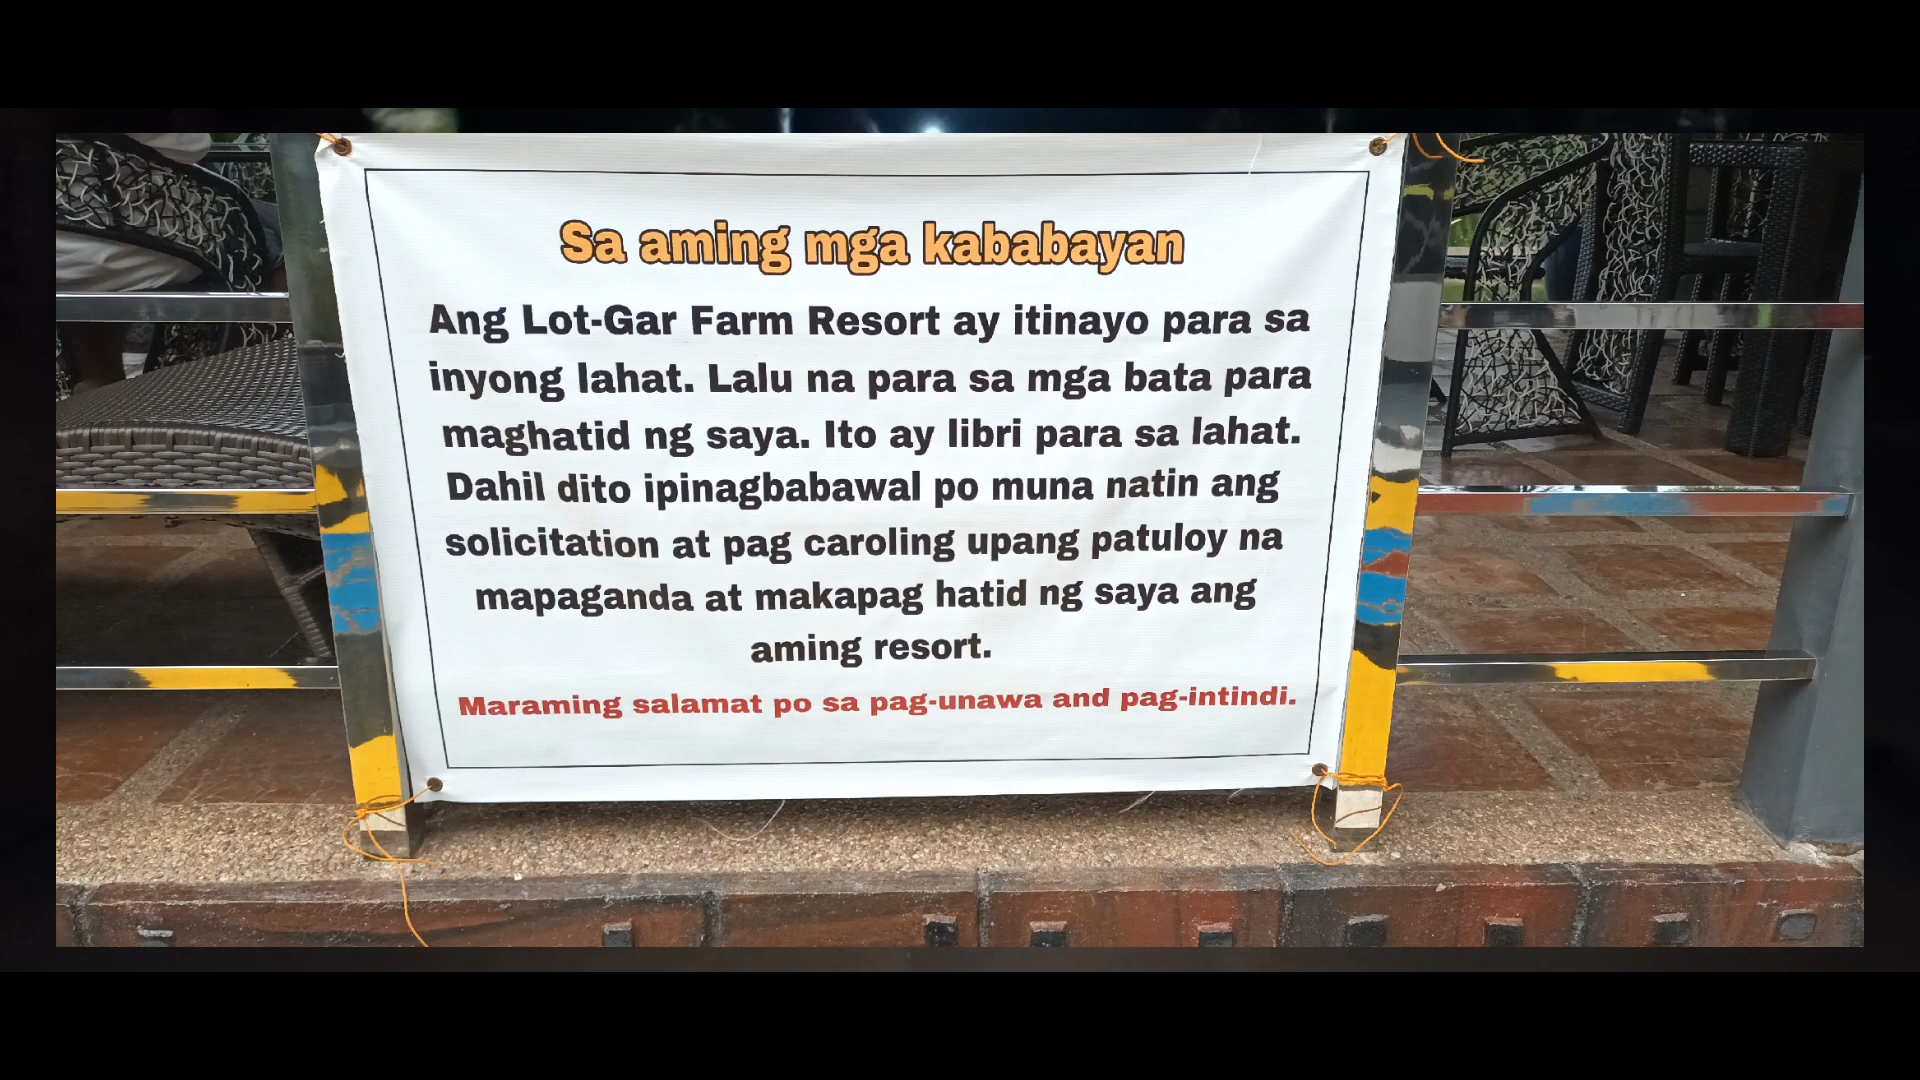 Sa aming mga kababayan
Ang Lot-Gar Farm Resort ay itinayo para sa
inyong lahat. Lalu na para sa mga bata para
maghatid ng saya. Ito ay libri para sa lahat.
Dahil dito ipinagbabawal po muna natin ang
solicitation at pag caroling upang patuloy na
mapaganda at makapag hatid ng saya ang
aming resort.
Maraming salamat po sa pag-unawa and pag-intindi.